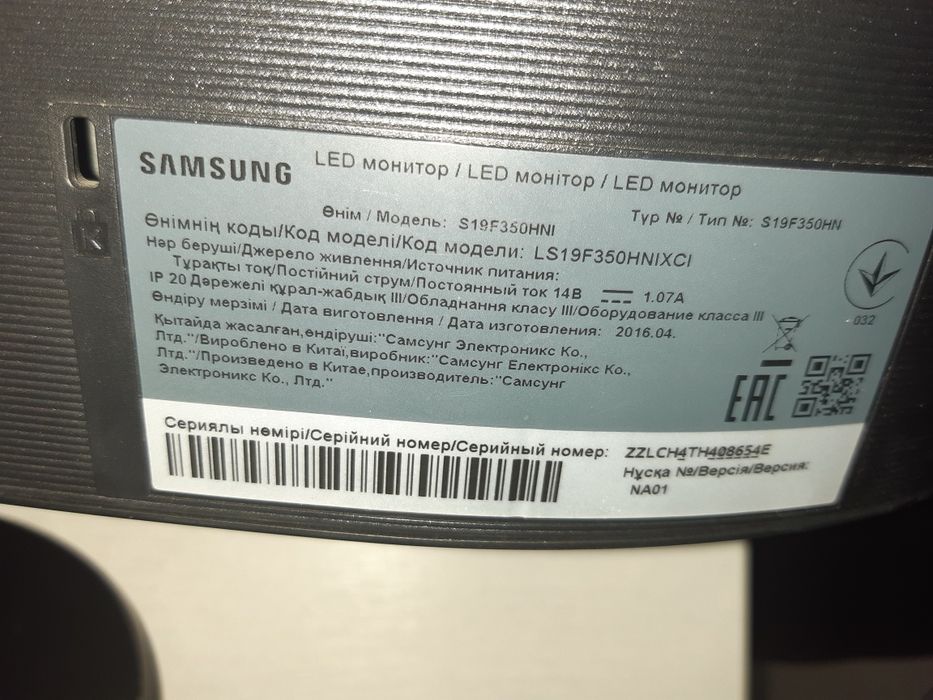 SAMSUNG
LED монитор / LED монітор / LED монитор
Өнім / Модель: S19F350HNI
Түр № / Тип №: S19F350HN
Өнімнің коды/Код моделі/Код модели: LS19F350HNIXCI
Нәр беруші/Джерело живлення/Источник питания:
Тұрақты тоқ/Постійний струм/Постоянный ток 14В 1.07A
IP 20 Дәрежелі құрал-жабдық III/Обладнання класу III/Оборудование класса III
Өндіру мерзімі / Дата виготовлення / Дата изготовления: 2016.04.
Қытайда жасалған,өндіруші:"Самсунг Электроникс Ко.,
Лтд."/Вироблено в Китаї,виробник:"Самсунг Електронікс Ко.,
Лтд."/Произведено в Китае,производитель:"Самсунг
Электроникс Ко., Лтд."
032
EAC
Сериялы нөмірі/Серійний номер/Серийный номер: ZZLCH4TH408654E
Нұсқа №/Версія/Версия:
NA01